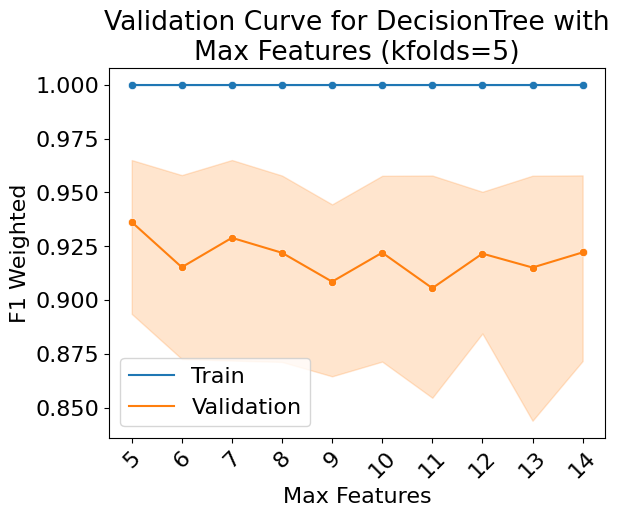 Validation Curve for DecisionTree with
Max Features (kfolds=5)
F1 Weighted
1.000
0.975
0.950
0.925
0.900
0.875
0.850
Train
Validation
5 6 7 8 9 10 11 12 13 14
Max Features